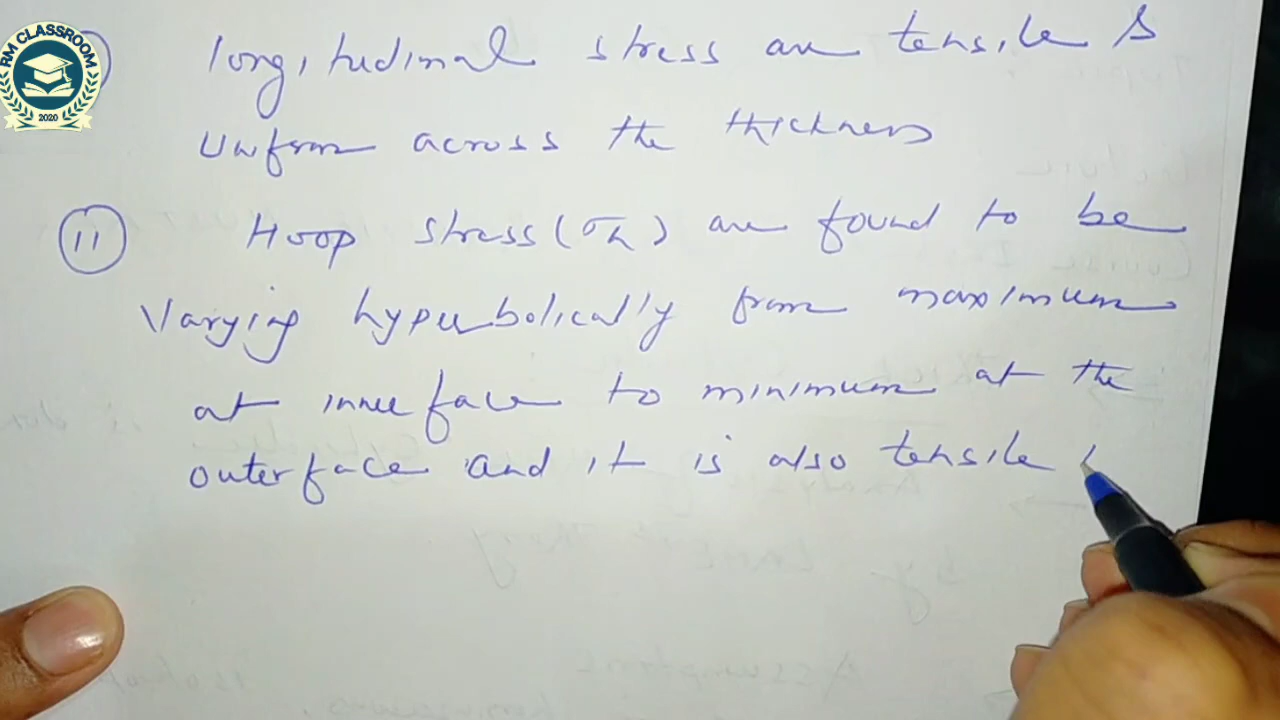 RM CLASSROOM
2020
longitudinal stress are tensile &
Uniform across the thickness
(11) Hoop stress (σh) are found to be
Varying hyperbolically from maximum
at inner face to minimum at the
outer face and it is also tensile